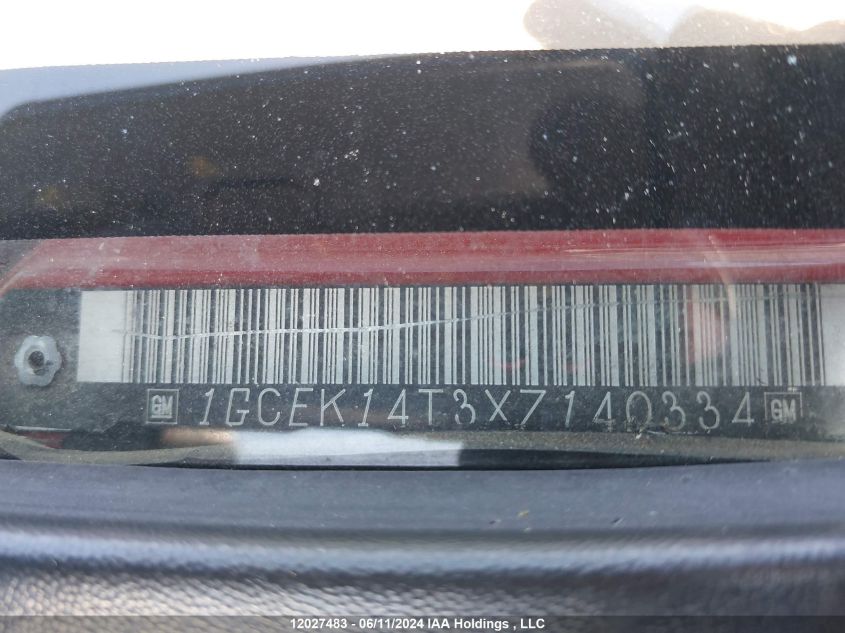 GM 1GCEK14T3X7140334 GM
12027483 - 06/11/2024 IAA Holdings , LLC